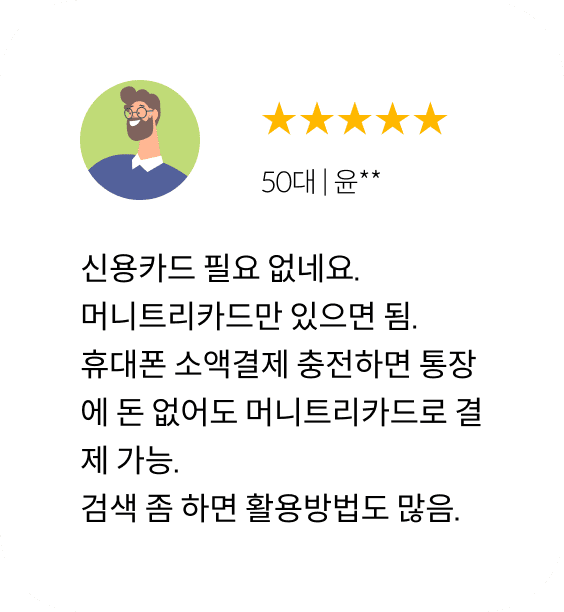 ★★★★★
50대 | 윤**
신용카드 필요 없네요.
머니트리카드만 있으면 됨.
휴대폰 소액결제 충전하면 통장
에 돈 없어도 머니트리카드로 결
제 가능.
검색 좀 하면 활용방법도 많음.